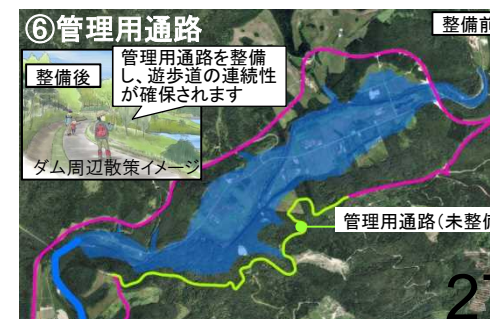 ⑥管理用通路
整備前
整備後
管理用通路を整備
し、遊歩道の連続性
が確保されます
ダム周辺散策イメージ
管理用通路(未整備
27